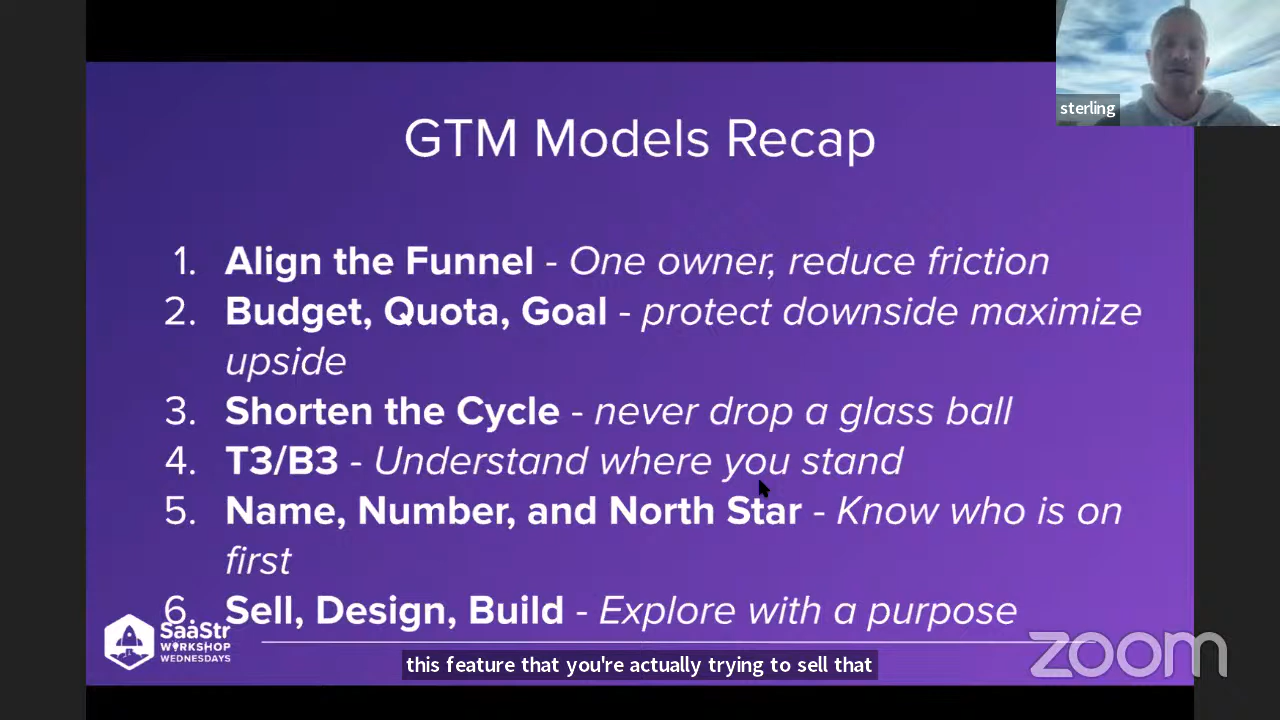 sterling
GTM Models Recap
1. Align the Funnel - One owner, reduce friction
2. Budget, Quota, Goal - protect downside maximize
upside
3. Shorten the Cycle - never drop a glass ball
4. T3/B3 - Understand where you stand
5. Name, Number, and North Star - Know who is on
first
6. Sell, Design, Build - Explore with a purpose
SaaStr
WORKSHOP
WEDNESDAYS
this feature that you're actually trying to sell that
zoom